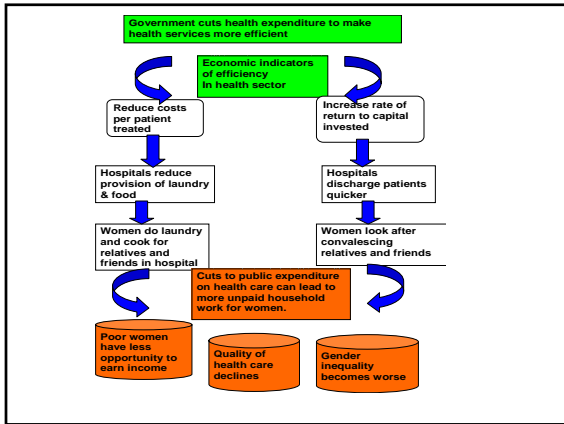 Government cuts health expenditure to make
health services more efficient
Economic indicators
of efficiency
In health sector
Reduce costs
per patient
treated
Increase rate of
return to capital
invested
Hospitals reduce
provision of laundry
& food
Hospitals
discharge patients
quicker
Women do laundry
and cook for
relatives and
friends in hospital
Women look after
convalescing
relatives and friends
Cuts to public expenditure
on health care can lead to
more unpaid household
work for women.
Poor women
have less
opportunity to
earn income
Quality of
health care
declines
Gender
inequality
becomes worse